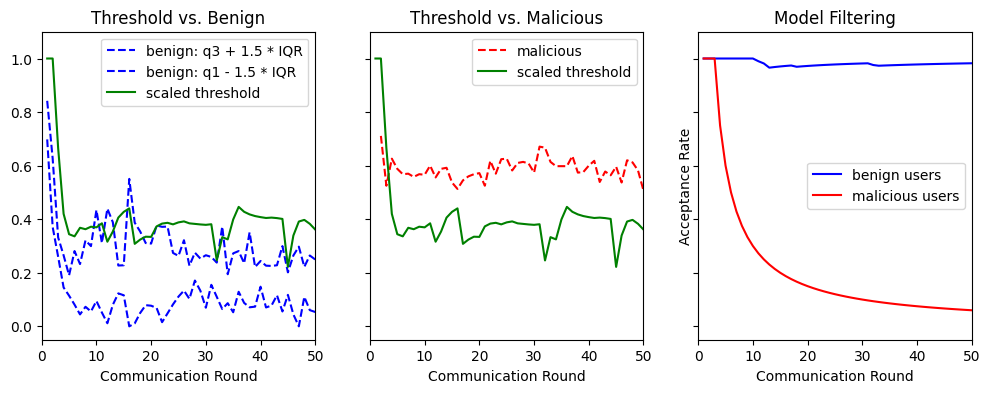 Threshold vs. Benign
benign: q3 + 1.5 * IQR
benign: q1 - 1.5 * IQR
scaled threshold
1.0
0.8
0.6
0.4
0.2
0.0
0 10 20 30 40 50
Communication Round
Threshold vs. Malicious
malicious
scaled threshold
0 10 20 30 40 50
Communication Round
Model Filtering
Acceptance Rate
benign users
malicious users
0 10 20 30 40 50
Communication Round